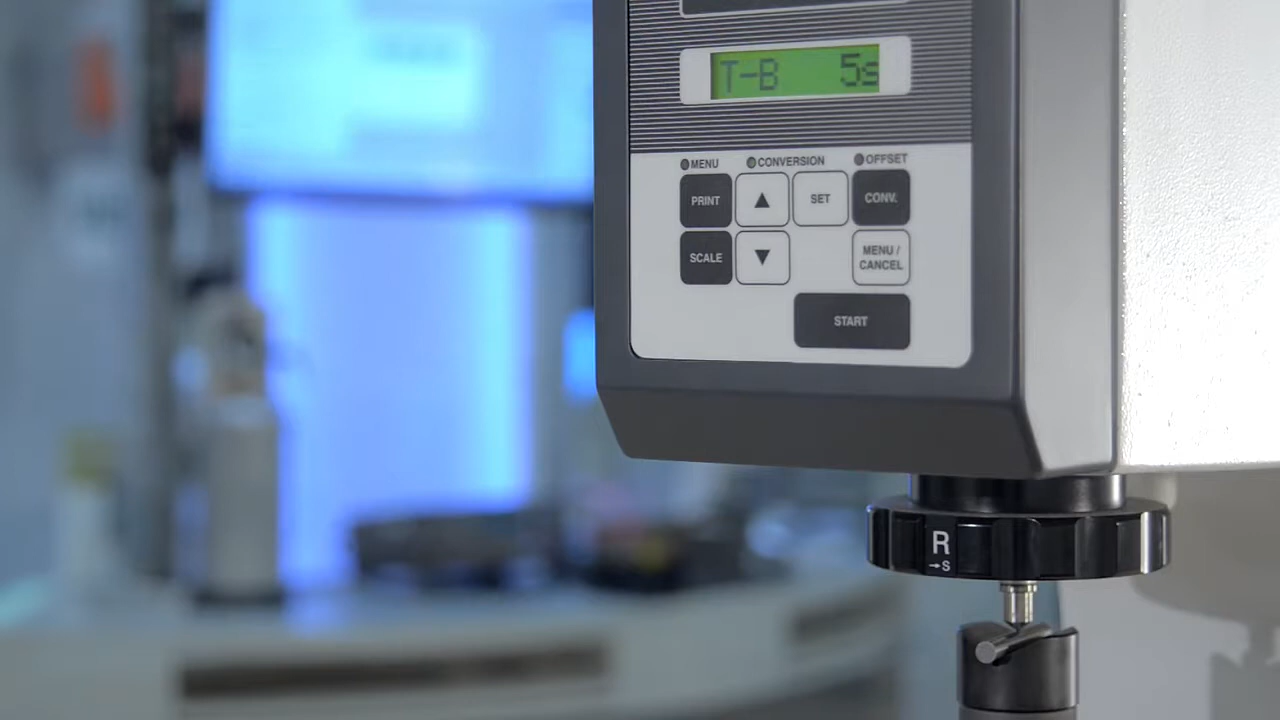 T-B 5s
MENU CONVERSION OFFSET
PRINT ▲ SET CONV.
SCALE ▼ MENU /
CANCEL
START
R
→S